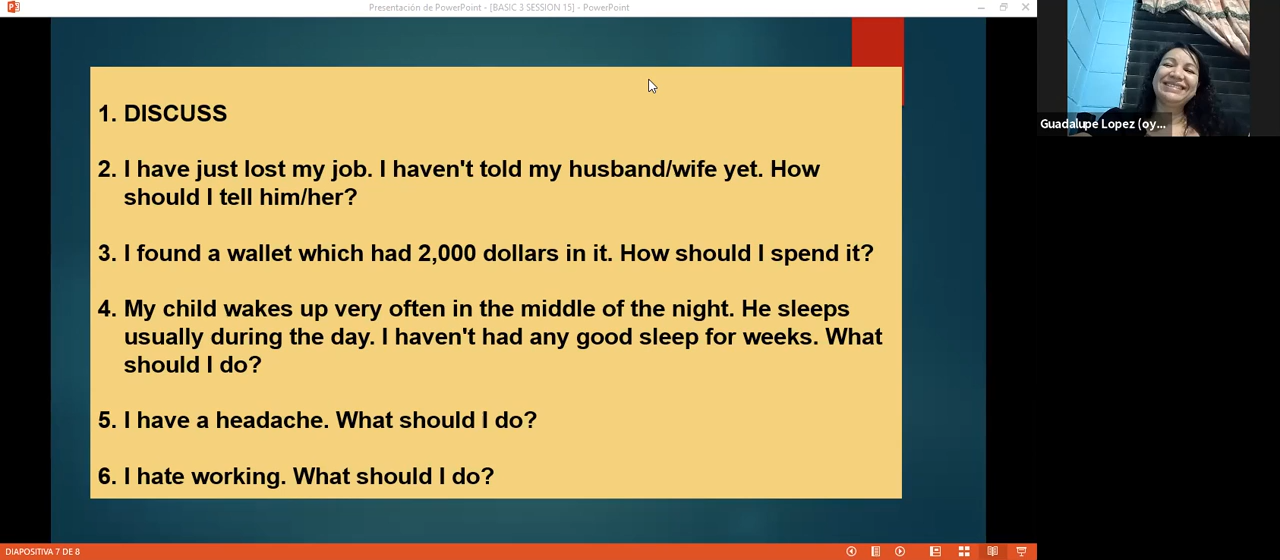 Presentación de PowerPoint - [BASIC 3 SESSION 15] - PowerPoint
1. DISCUSS
2. I have just lost my job. I haven't told my husband/wife yet. How
should I tell him/her?
3. I found a wallet which had 2,000 dollars in it. How should I spend it?
4. My child wakes up very often in the middle of the night. He sleeps
usually during the day. I haven't had any good sleep for weeks. What
should I do?
5. I have a headache. What should I do?
6. I hate working. What should I do?
Guadalupe Lopez (oy...
DIAPOSITIVA 7 DE 8